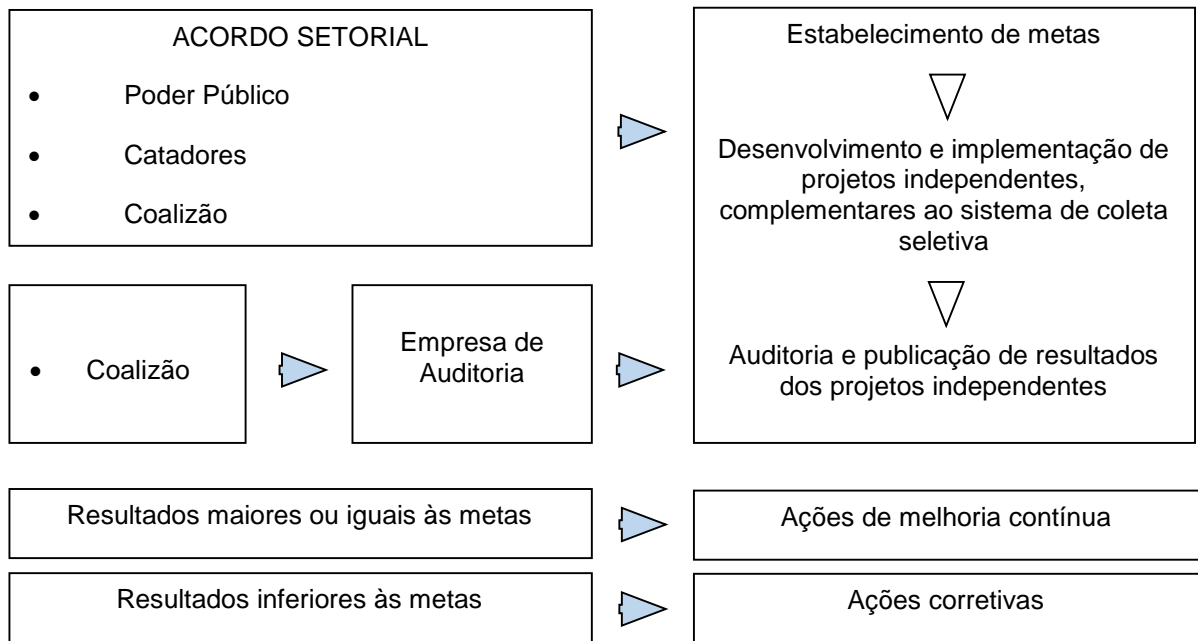 ACORDO SETORIAL
• Poder Público
• Catadores
• Coalizão
Estabelecimento de metas
Desenvolvimento e implementação de
projetos independentes,
complementares ao sistema de coleta
seletiva
• Coalizão
Empresa de
Auditoria
Auditoria e publicação de resultados
dos projetos independentes
Resultados maiores ou iguais às metas
Ações de melhoria contínua
Resultados inferiores às metas
Ações corretivas